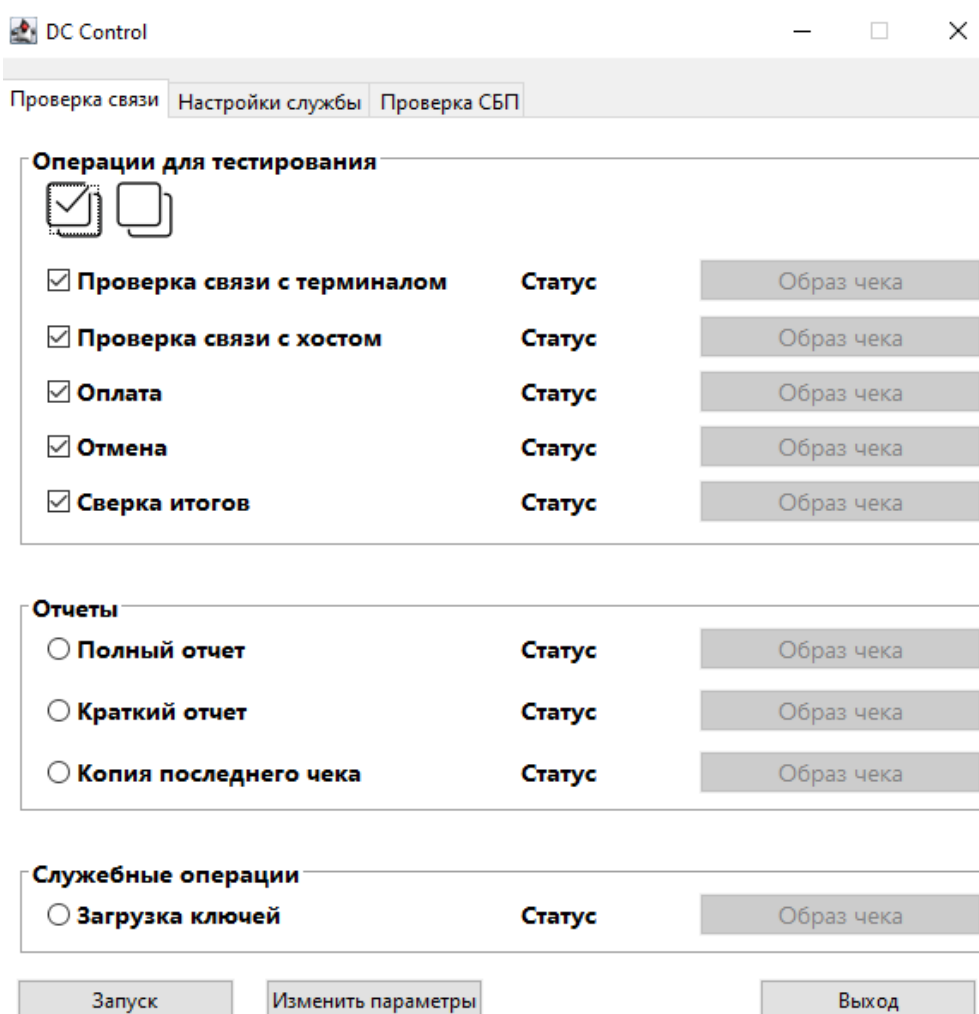 DC Control
Проверка связи Настройки службы Проверка СБП
Операции для тестирования
Проверка связи с терминалом Статус Образ чека
Проверка связи с хостом Статус Образ чека
Оплата Статус Образ чека
Отмена Статус Образ чека
Сверка итогов Статус Образ чека
Отчеты
Полный отчет Статус Образ чека
Краткий отчет Статус Образ чека
Копия последнего чека Статус Образ чека
Служебные операции
Загрузка ключей Статус Образ чека
Запуск Изменить параметры Выход